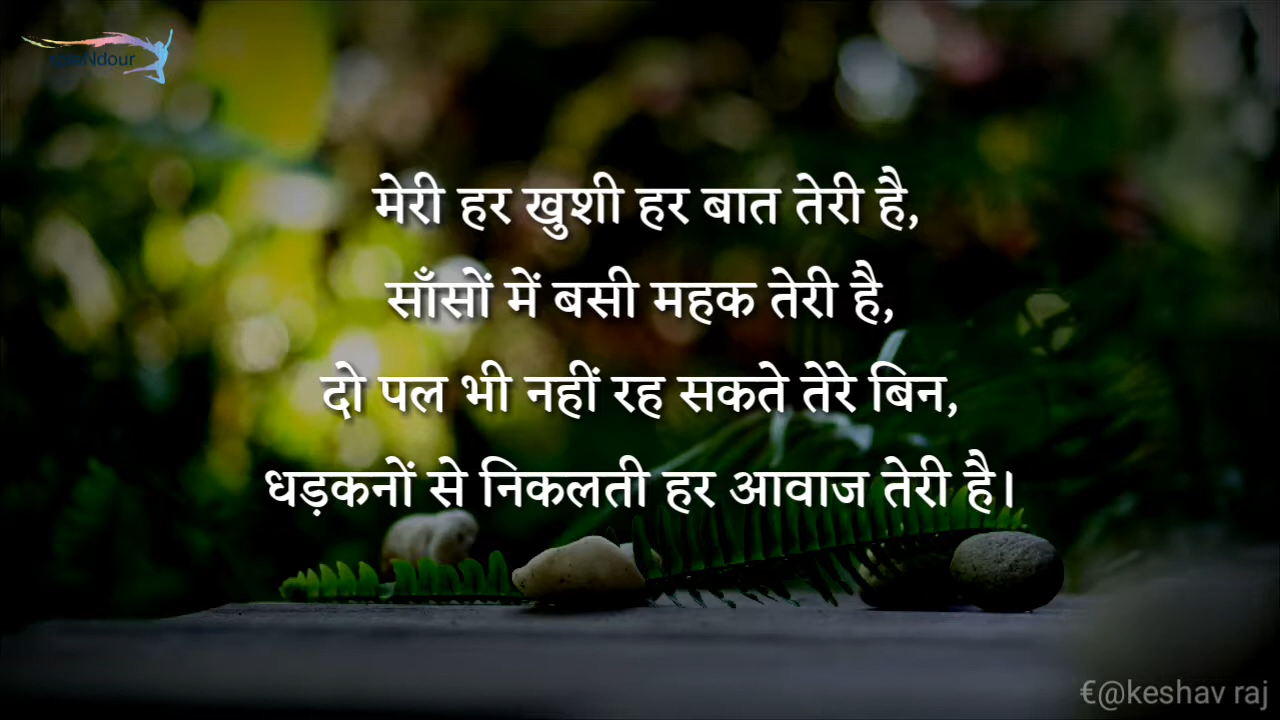 मेरी हर खुशी हर बात तेरी है,
साँसों में बसी महक तेरी है,
दो पल भी नहीं रह सकते तेरे बिन,
धड़कनों से निकलती हर आवाज तेरी है।
€@keshav raj